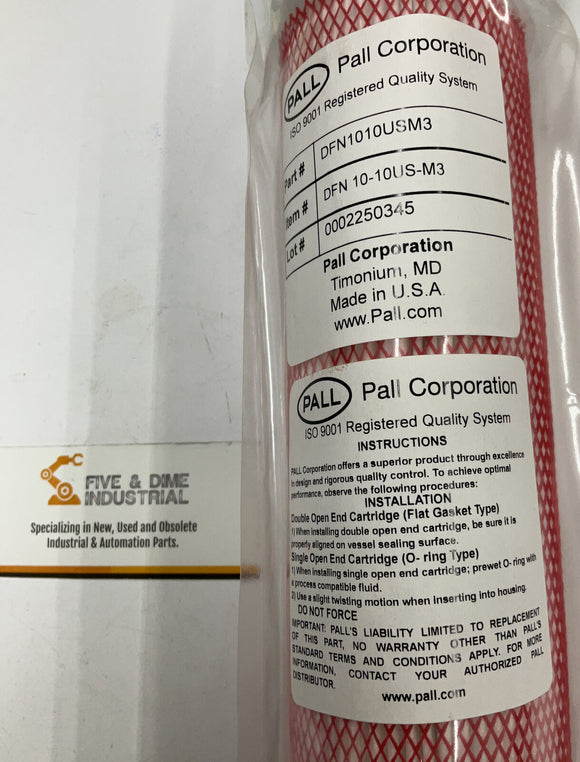 PALL Pall Corporation
ISO 9001 Registered Quality System
Part # DFN1010USM3
Item # DFN 10-10US-M3
Lot # 0002250345
Pall Corporation
Timonium, MD
Made in U.S.A.
www.Pall.com
PALL Pall Corporation
ISO 9001 Registered Quality System
INSTRUCTIONS
PALL Corporation offers a superior product through excellence
in design and rigorous quality control. To achieve optimal
performance, observe the following procedures:
INSTALLATION
Double Open End Cartridge (Flat Gasket Type)
1) When installing double open end cartridge, be sure it is
properly aligned on vessel sealing surface.
Single Open End Cartridge (O- ring Type)
1) When installing single open end cartridge; prewet O- ring with
a process compatible fluid.
2) Use a slight twisting motion when Inserting into housing.
DO NOT FORCE
IMPORTANT: PALL'S LIABILITY LIMITED TO REPLACEMENT
OF THIS PART, NO WARRANTY OTHER THAN PALL'S
STANDARD TERMS AND CONDITIONS APPLY. FOR MORE
INFORMATION, CONTACT YOUR AUTHORIZED PALL
DISTRIBUTOR.
www.pall.com
FIVE & DIME
INDUSTRIAL
Specializing in New, Used and Obsolete
Industrial & Automation Parts.